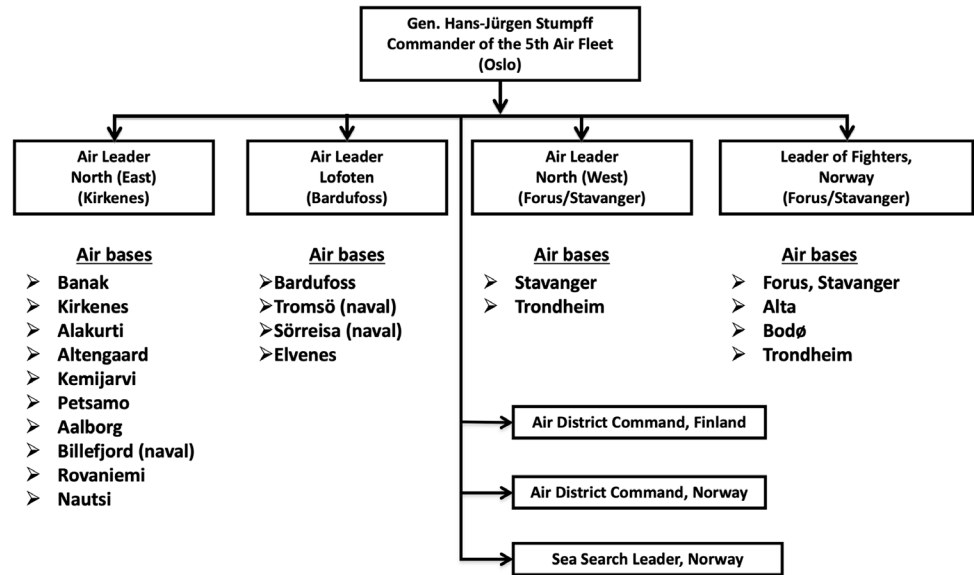 Gen. Hans-Jürgen Stumpff
Commander of the 5th Air Fleet
(Oslo)
Air Leader
North (East)
(Kirkenes)
Air Leader
Lofoten
(Bardufoss)
Air Leader
North (West)
(Forus/Stavanger)
Leader of Fighters,
Norway
(Forus/Stavanger)
Air bases
Banak
Kirkenes
Alakurti
Altengaard
Kemijarvi
Petsamo
Aalborg
Billefjord (naval)
Rovaniemi
Nautsi
Air bases
Bardufoss
Tromsö (naval)
Sörreisa (naval)
Elvenes
Air bases
Stavanger
Trondheim
Air bases
Forus, Stavanger
Alta
Bodø
Trondheim
Air District Command, Finland
Air District Command, Norway
Sea Search Leader, Norway